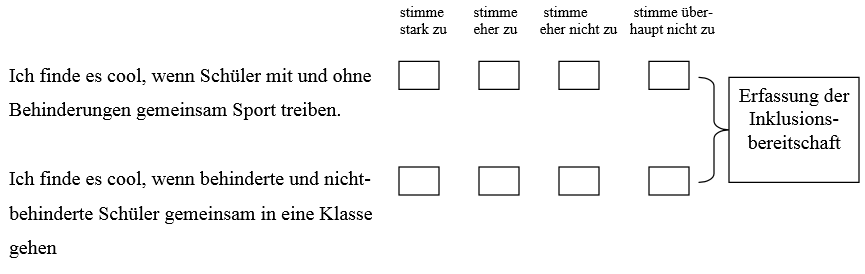 stimme stimme stimme stimme über-
stark zu eher zu eher nicht zu haupt nicht zu
Ich finde es cool, wenn Schüler mit und ohne
Behinderungen gemeinsam Sport treiben.
Erfassung der
Inklusions-
bereitschaft
Ich finde es cool, wenn behinderte und nicht-
behinderte Schüler gemeinsam in eine Klasse
gehen